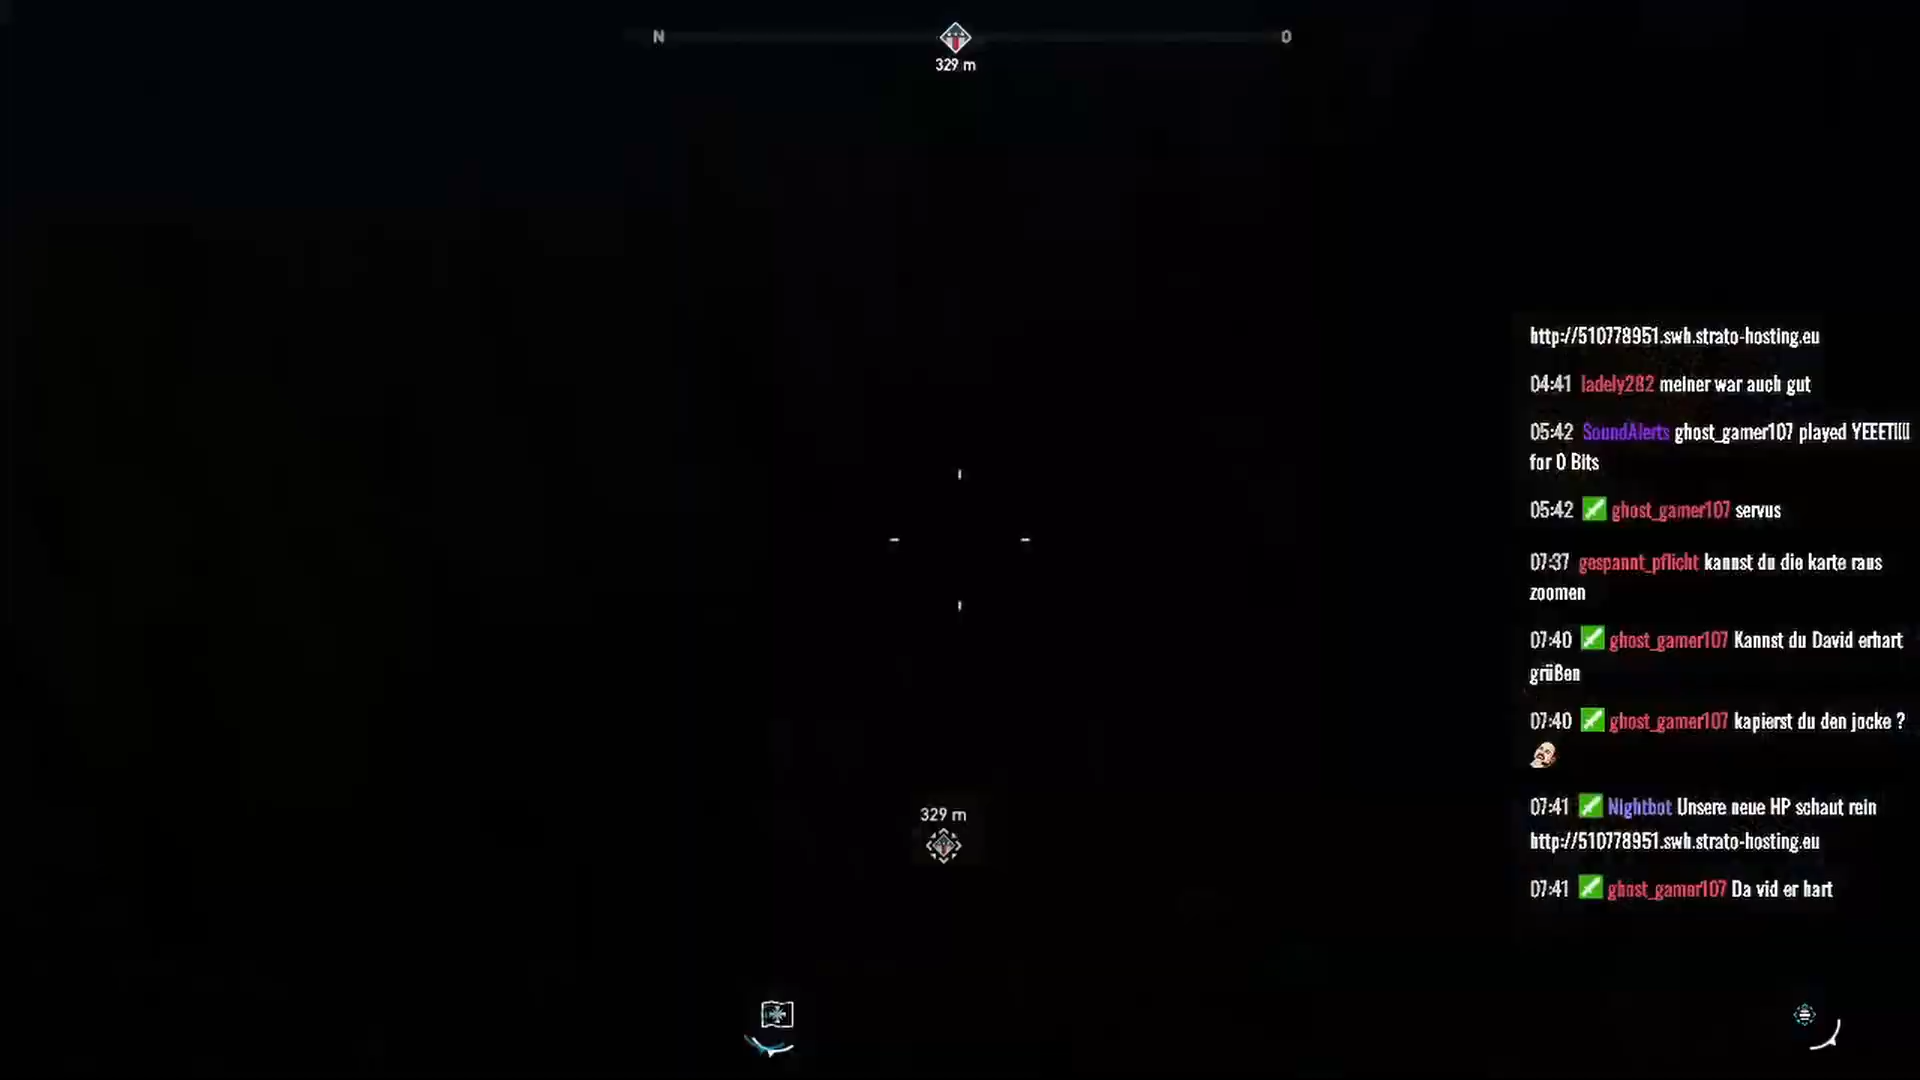 N
O
329 m
http://510778951.swh.strato-hosting.eu
04:41 ladely282 meiner war auch gut
05:42 SoundAlerts ghost_gamer107 played YEEET!!!!
for 0 Bits
05:42 ghost_gamer107 servus
07:37 gespannt_pflicht kannst du die karte raus
zoomen
07:40 ghost_gamer107 Kannst du David erhart
grüßen
07:40 ghost_gamer107 kapierst du den jocke ?
07:41 Nightbot Unsere neue HP schaut rein
http://510778951.swh.strato-hosting.eu
07:41 ghost_gamer107 Da vid er hart
329 m